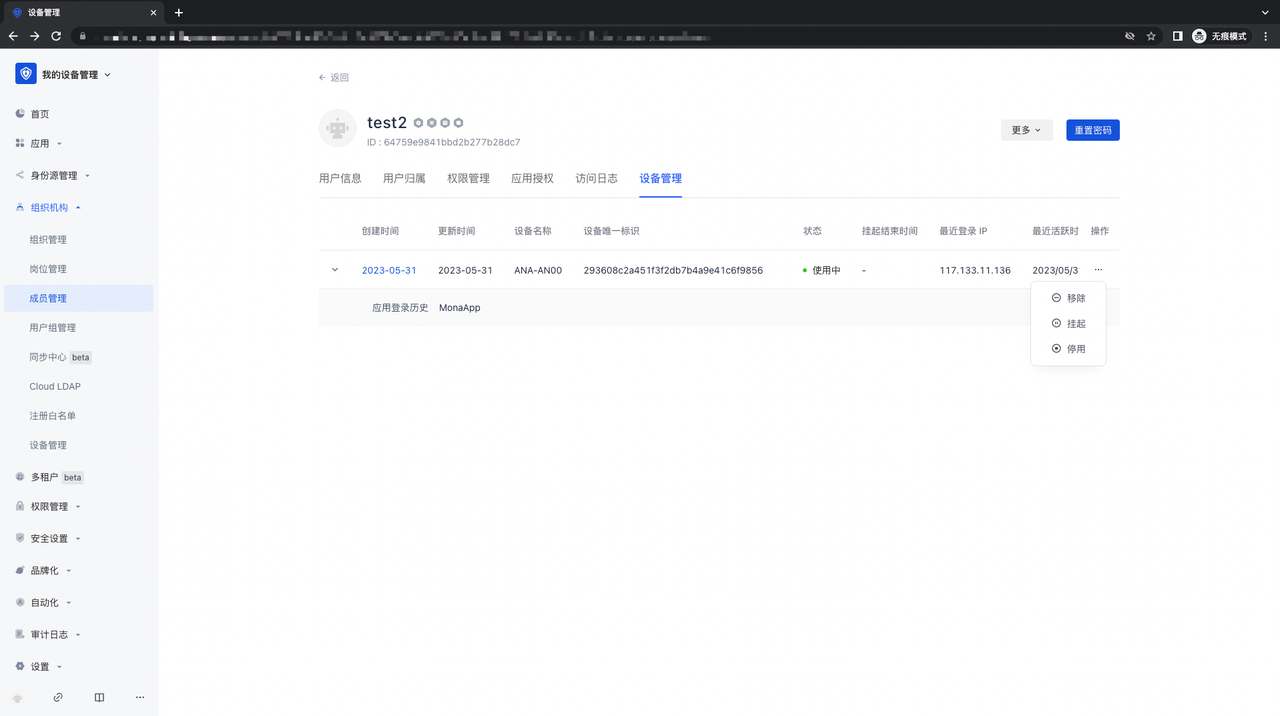 设备管理
无痕模式
我的设备管理
首页
应用
身份源管理
组织机构
组织管理
岗位管理
成员管理
用户组管理
同步中心 beta
Cloud LDAP
注册白名单
设备管理
多租户 beta
权限管理
安全设置
品牌化
自动化
审计日志
设置
返回
test2
ID : 64759e9841bbd2b277b28dc7
更多
重置密码
用户信息 用户归属 权限管理 应用授权 访问日志 设备管理
创建时间 更新时间 设备名称 设备唯一标识 状态 挂起结束时间 最近登录 IP 最近活跃时 操作
2023-05-31 2023-05-31 ANA-AN00 293608c2a451f3f2db7b4a9e41c6f9856 使用中 - 117.133.11.136 2023/05/3 ···
应用登录历史 MonaApp
移除
挂起
停用